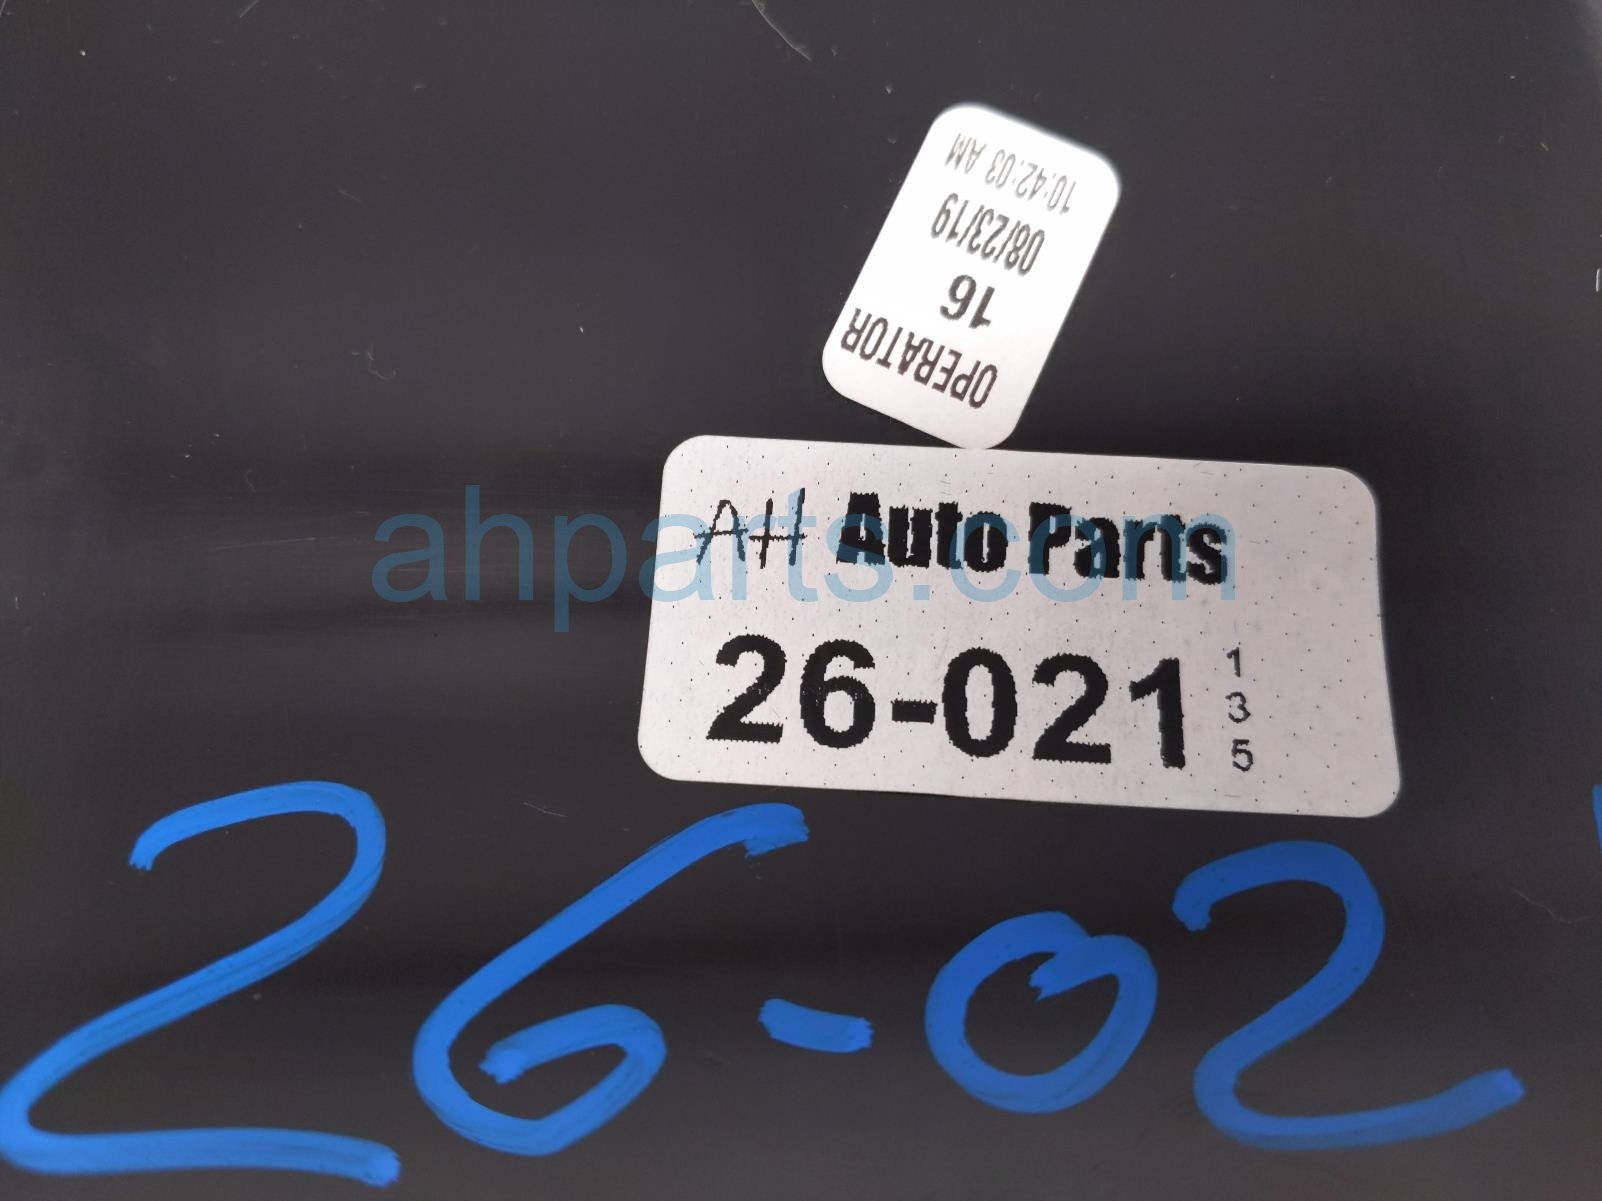 OPERATOR
16
08/23/19
10:42:03 AM
AH Auto Parts
ahparts.com
26-021
1
3
5
26-02